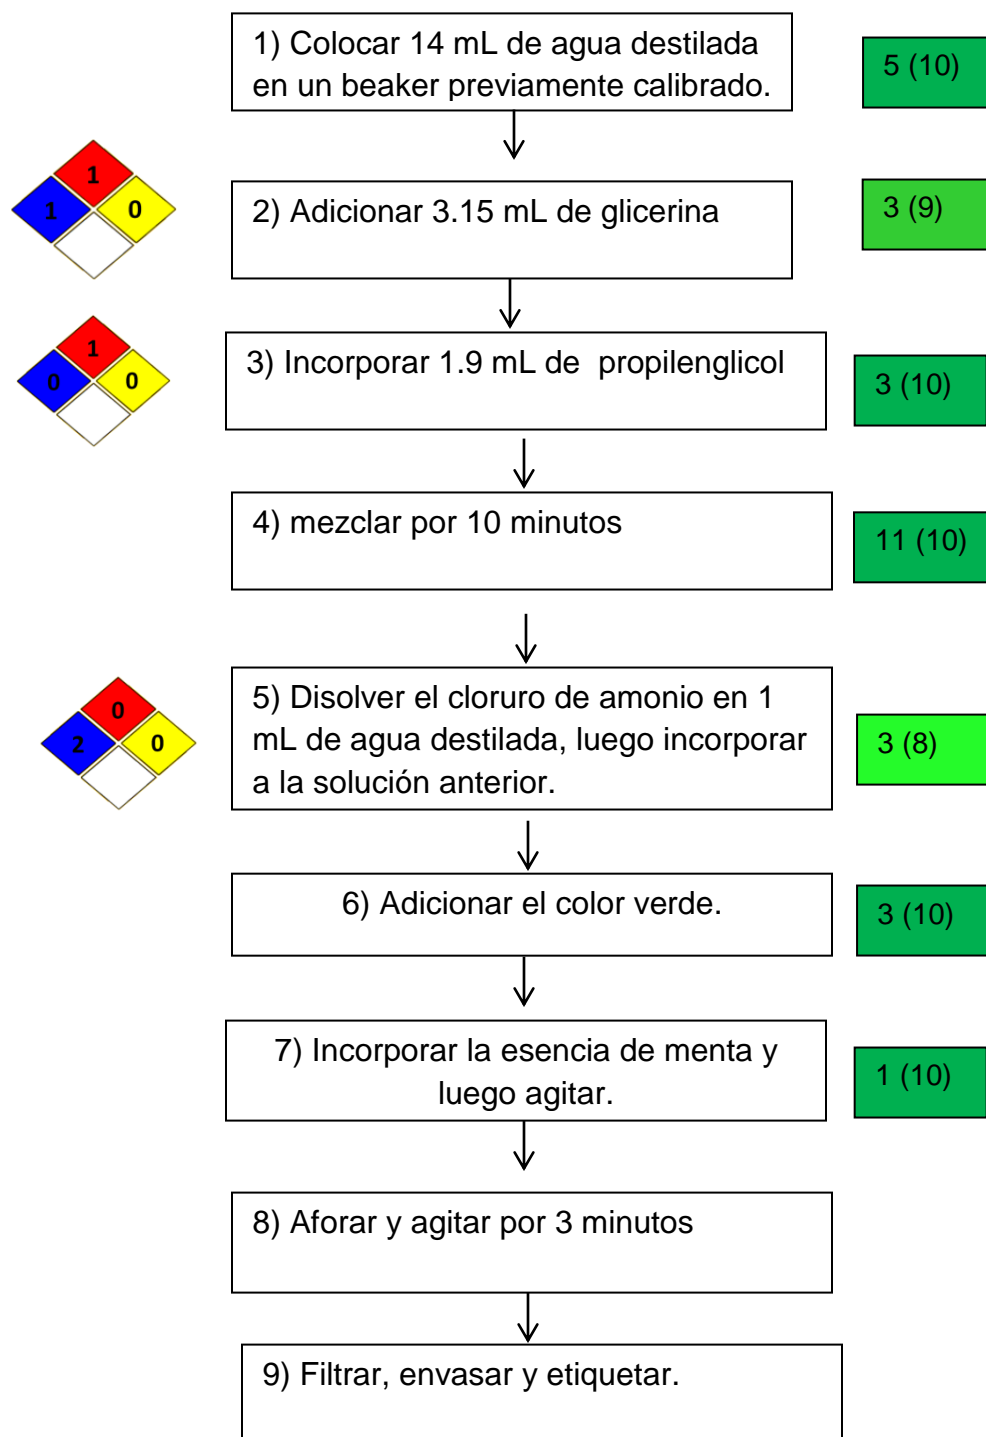 1) Colocar 14 mL de agua destilada
en un beaker previamente calibrado.
5 (10)
1
1
0
2) Adicionar 3.15 mL de glicerina
3 (9)
1
0
0
3) Incorporar 1.9 mL de propilenglicol
3 (10)
4) mezclar por 10 minutos
11 (10)
0
2
0
5) Disolver el cloruro de amonio en 1
mL de agua destilada, luego incorporar
a la solución anterior.
3 (8)
6) Adicionar el color verde.
3 (10)
7) Incorporar la esencia de menta y
luego agitar.
1 (10)
8) Aforar y agitar por 3 minutos
9) Filtrar, envasar y etiquetar.